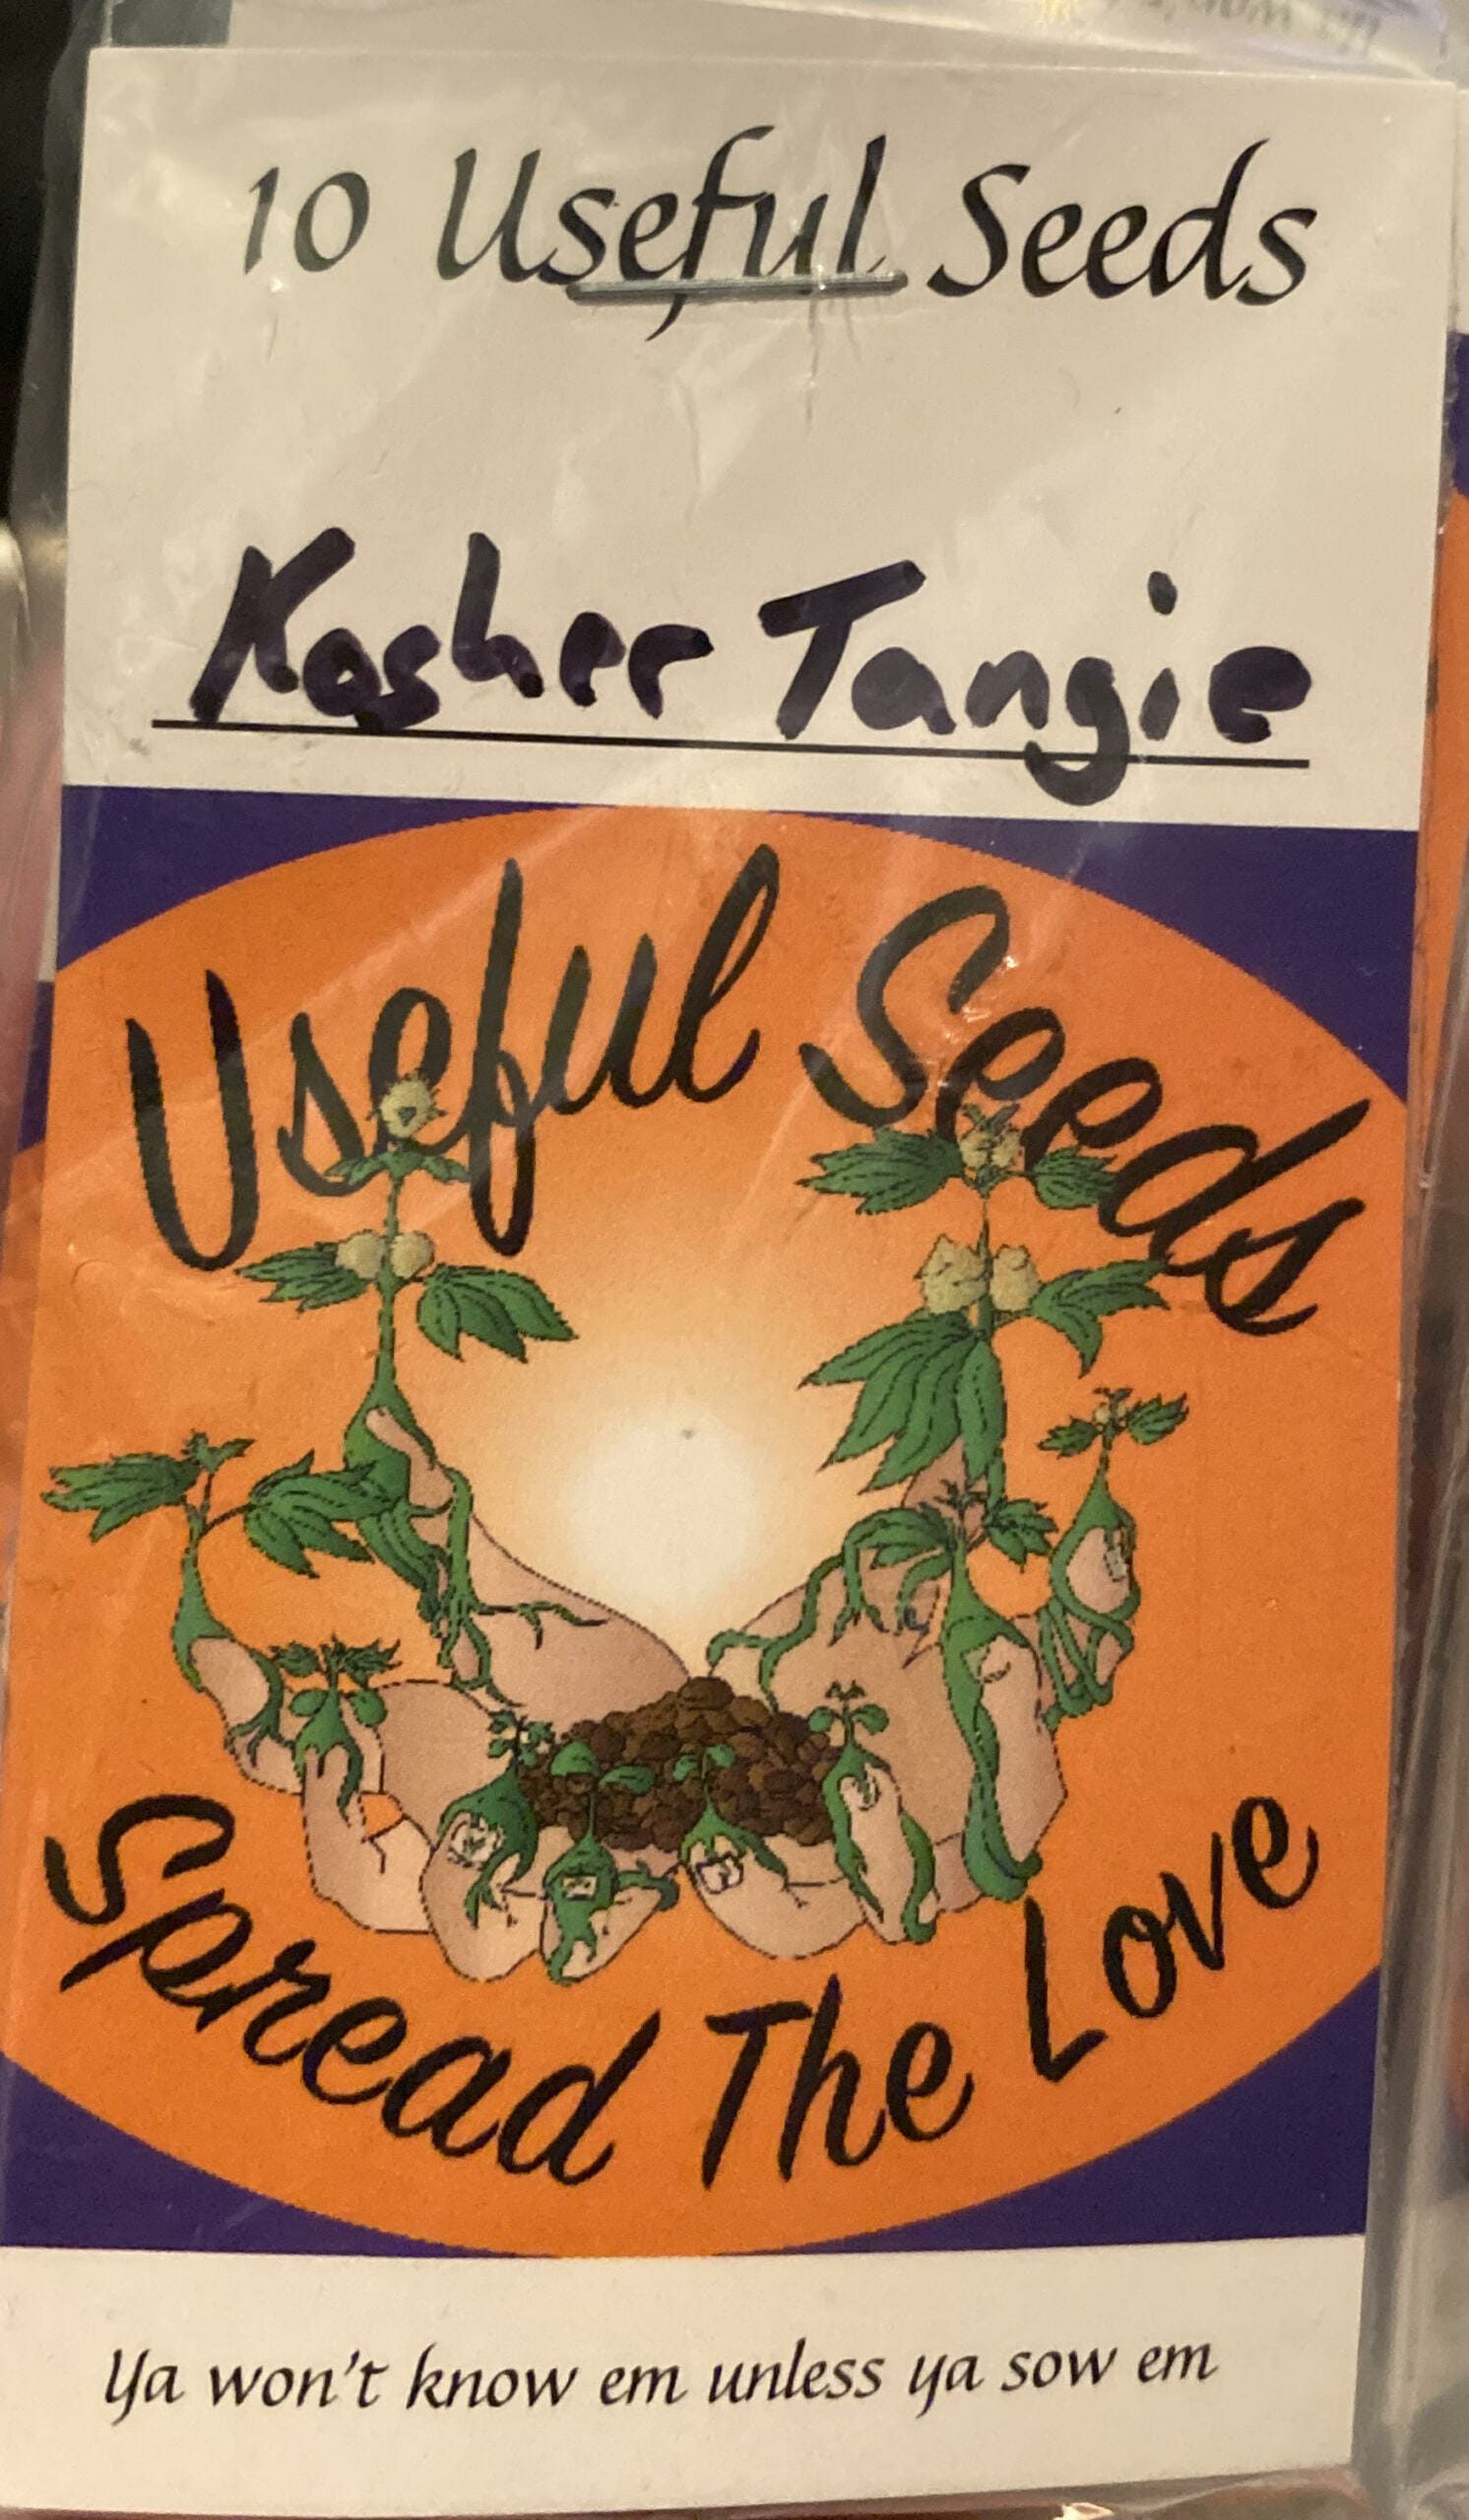 10 Useful Seeds
Kosher Tangie
Useful Seeds
Spread The Love
Ya won't know em unless ya sow em